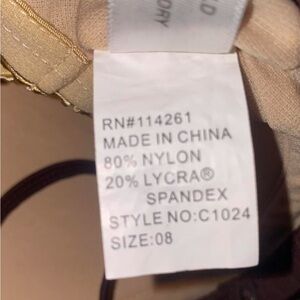 RN#114261
MADE IN CHINA
80% NYLON
20% LYCRA®
SPANDEX
STYLE NO:C1024
SIZE:08